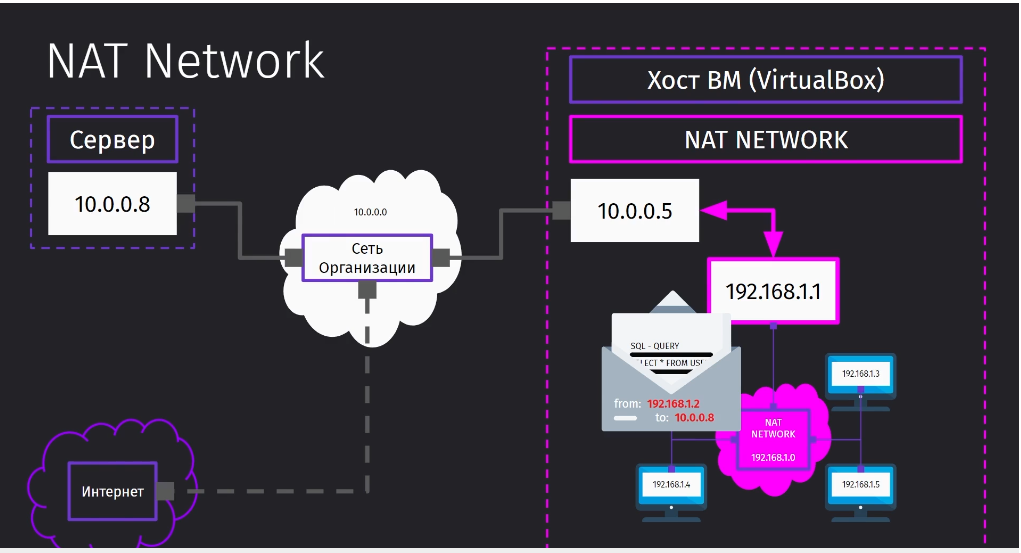 NAT Network
Сервер
10.0.0.8
10.0.0.0
Сеть
Организации
Интернет
Хост ВМ (VirtualBox)
NAT NETWORK
10.0.0.5
192.168.1.1
SQL - QUERY
FROM
from: 192.168.1.2
to: 10.0.0.8
192.168.1.3
NAT
NETWORK
192.168.1.0
192.168.1.4
192.168.1.5